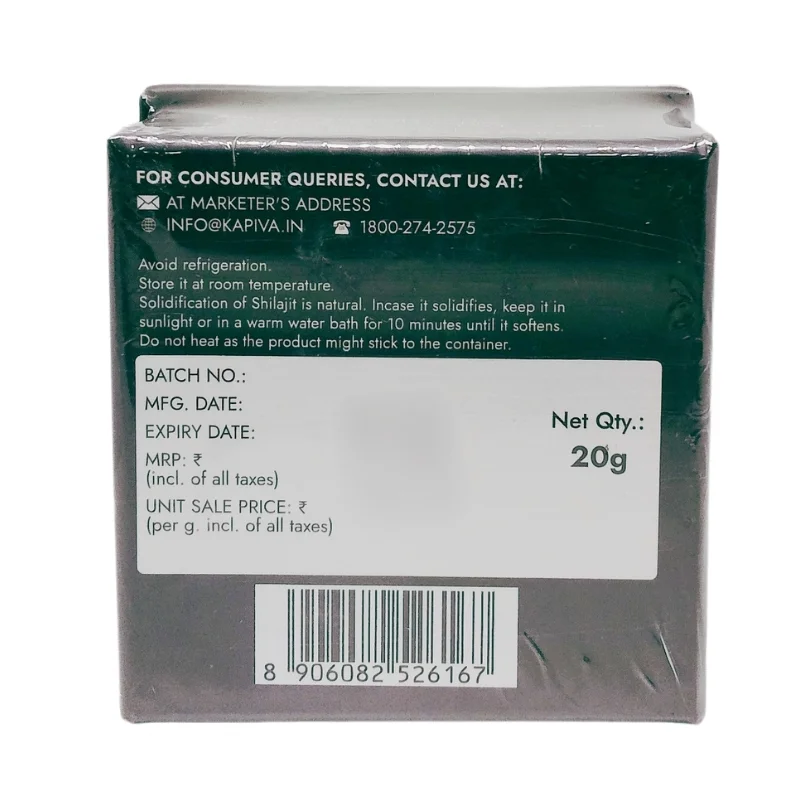 FOR CONSUMER QUERIES, CONTACT US AT:
AT MARKETER'S ADDRESS
INFO@KAPIVA.IN 1800-274-2575
Avoid refrigeration.
Store it at room temperature.
Solidification of Shilajit is natural. Incase it solidifies, keep it in
sunlight or in a warm water bath for 10 minutes until it softens.
Do not heat as the product might stick to the container.
BATCH NO.:
MFG. DATE:
EXPIRY DATE:
MRP: ₹
(incl. of all taxes)
UNIT SALE PRICE: ₹
(per g. incl. of all taxes)
Net Qty.:
20g
8 906082 526167